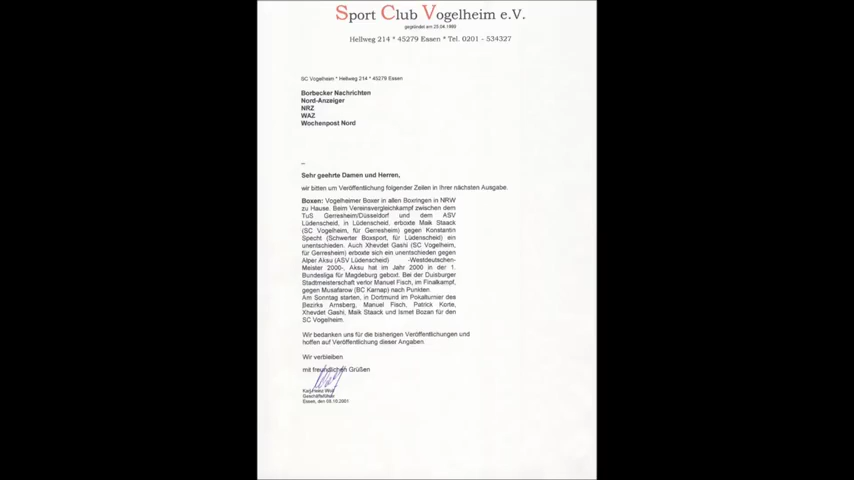 Sport Club Vogelheim e.V.
gegründet am 25.04.1969
Hellweg 214 * 45279 Essen * Tel. 0201 - 534327
SC Vogelheim * Hellweg 214 * 45279 Essen
Borbecker Nachrichten
Nord-Anzeiger
NRZ
WAZ
Wochenpost Nord
Sehr geehrte Damen und Herren,
wir bitten um Veröffentlichung folgender Zeilen in Ihrer nächsten Ausgabe.
Boxen: Vogelheimer Boxer in allen Boxringen in NRW
zu Hause. Beim Vereinsvergleichkampf zwischen dem
TuS Gerresheim/Düsseldorf und dem ASV
Lüdenscheid, in Lüdenscheid, erboxte Maik Staack
(SC Vogelheim, für Gerresheim) gegen Konstantin
Specht (Schwerter Boxsport, für Lüdenscheid) ein
unentschieden. Auch Xhevdet Gashi (SC Vogelheim,
für Gerresheim) erboxte sich ein unentschieden gegen
Alper Aksu (ASV Lüdenscheid) -Westdeutschen-
Meister 2000-, Aksu hat im Jahr 2000 in der 1.
Bundesliga für Magdeburg geboxt. Bei der Duisburger
Stadtmeisterschaft verlor Manuel Fisch, im Finalkampf,
gegen Musafarow (BC Karnap) nach Punkten.
Am Sonntag starten, in Dortmund im Pokalturnier des
Bezirks Arnsberg, Manuel Fisch, Patrick Korte,
Xhevdet Gashi, Maik Staack und Ismet Bozan für den
SC Vogelheim.
Wir bedanken uns für die bisherigen Veröffentlichungen und
hoffen auf Veröffentlichung dieser Angaben.
Wir verbleiben
mit freundlichen Grüßen
Geschäftsführer
Essen, den 09.10.2001